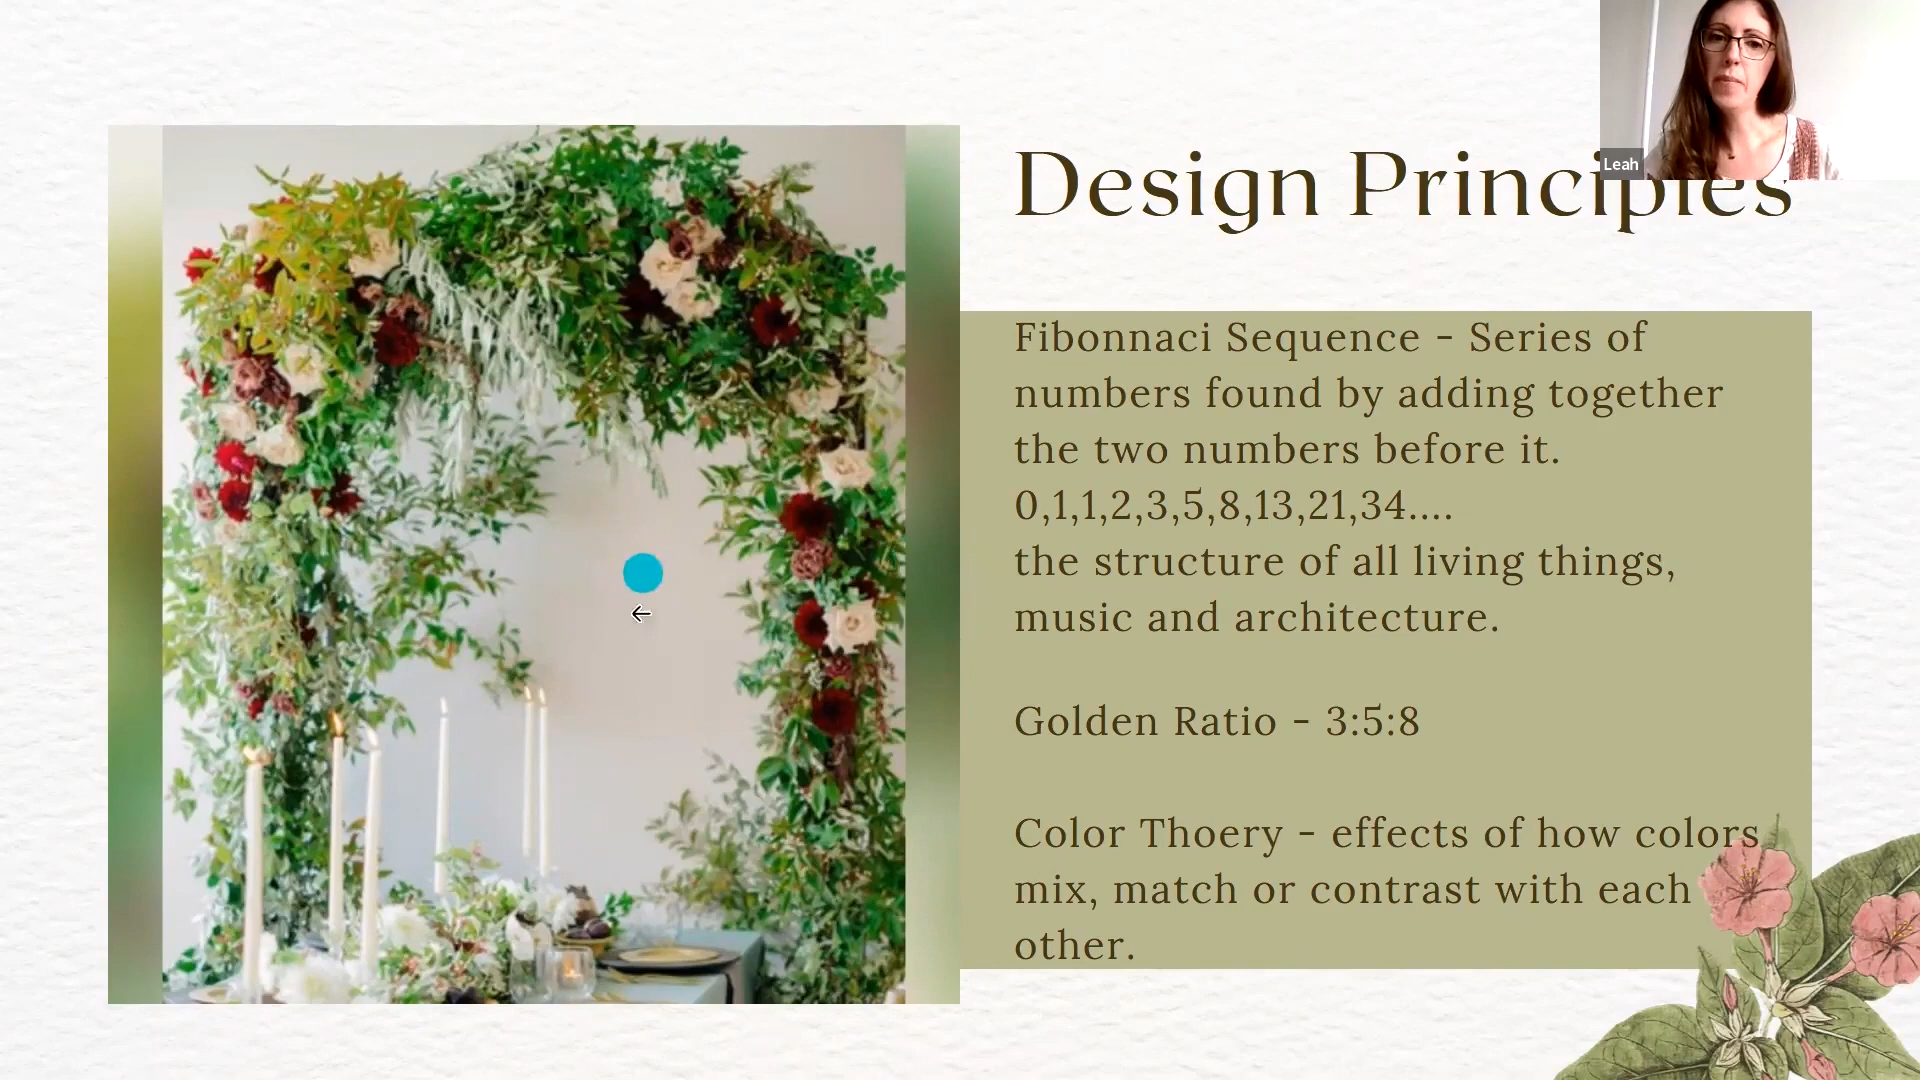 Leah
Design Principles
Fibonnaci Sequence - Series of
numbers found by adding together
the two numbers before it.
0,1,1,2,3,5,8,13,21,34....
the structure of all living things,
music and architecture.
Golden Ratio - 3:5:8
Color Thoery - effects of how colors
mix, match or contrast with each
other.